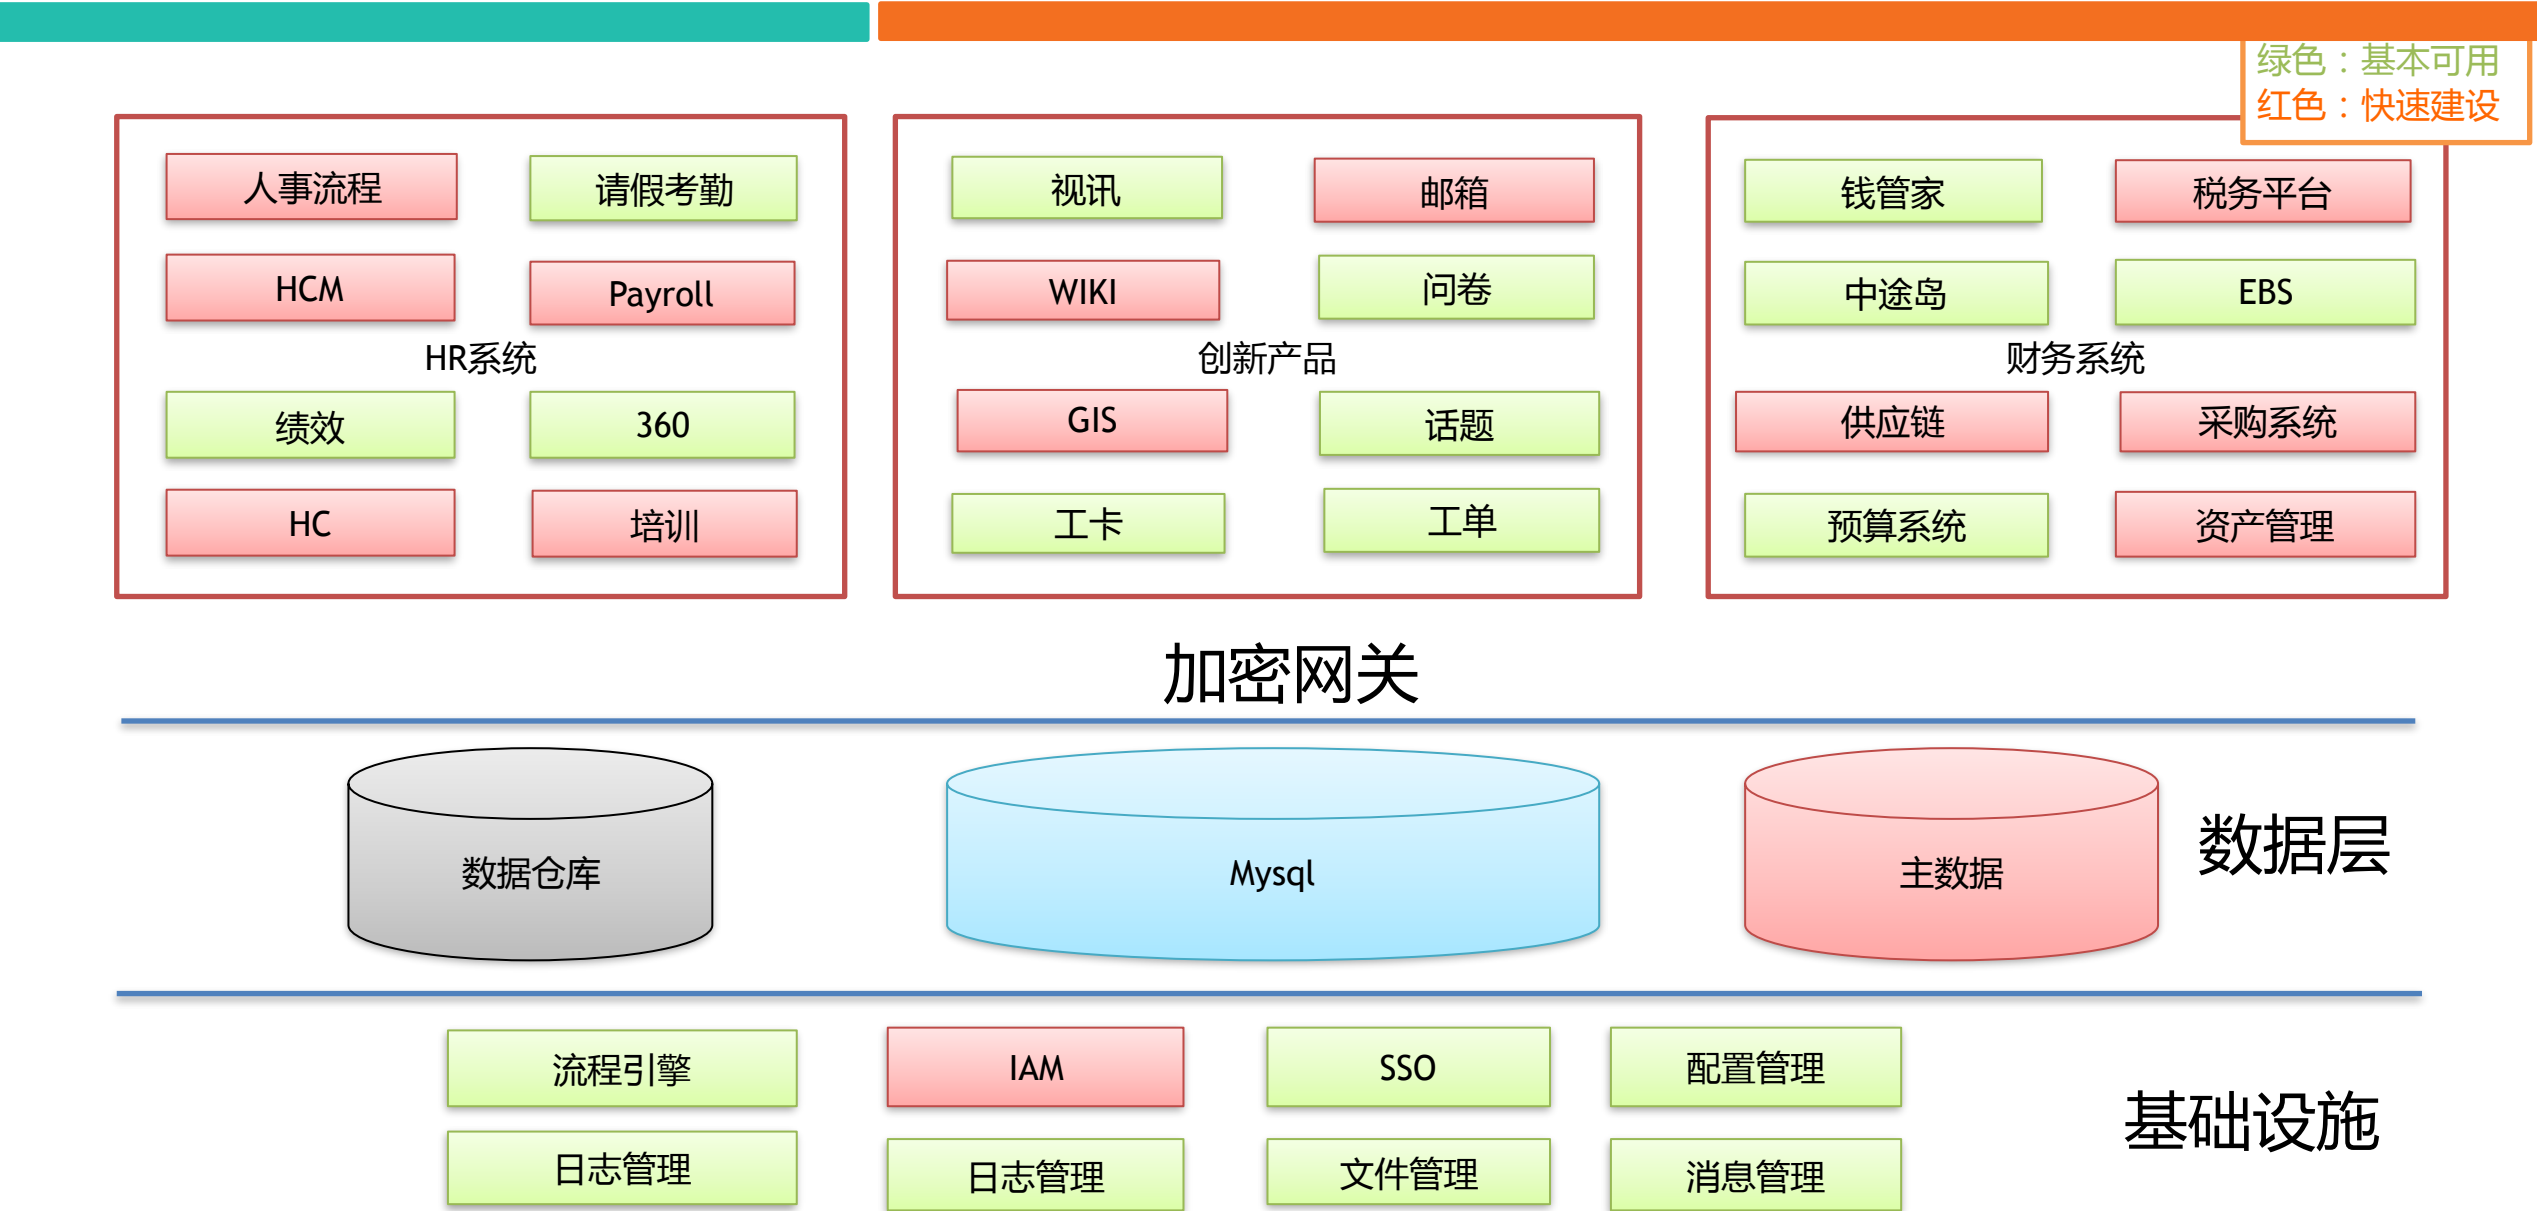 绿色：基本可用
红色：快速建设
人事流程
请假考勤
HCM
Payroll
HR系统
绩效
360
HC
培训
视讯
邮箱
WIKI
问卷
创新产品
GIS
话题
工卡
工单
钱管家
税务平台
中途岛
EBS
财务系统
供应链
采购系统
预算系统
资产管理
加密网关
数据仓库
Mysql
主数据
数据层
流程引擎
IAM
SSO
配置管理
基础设施
日志管理
日志管理
文件管理
消息管理